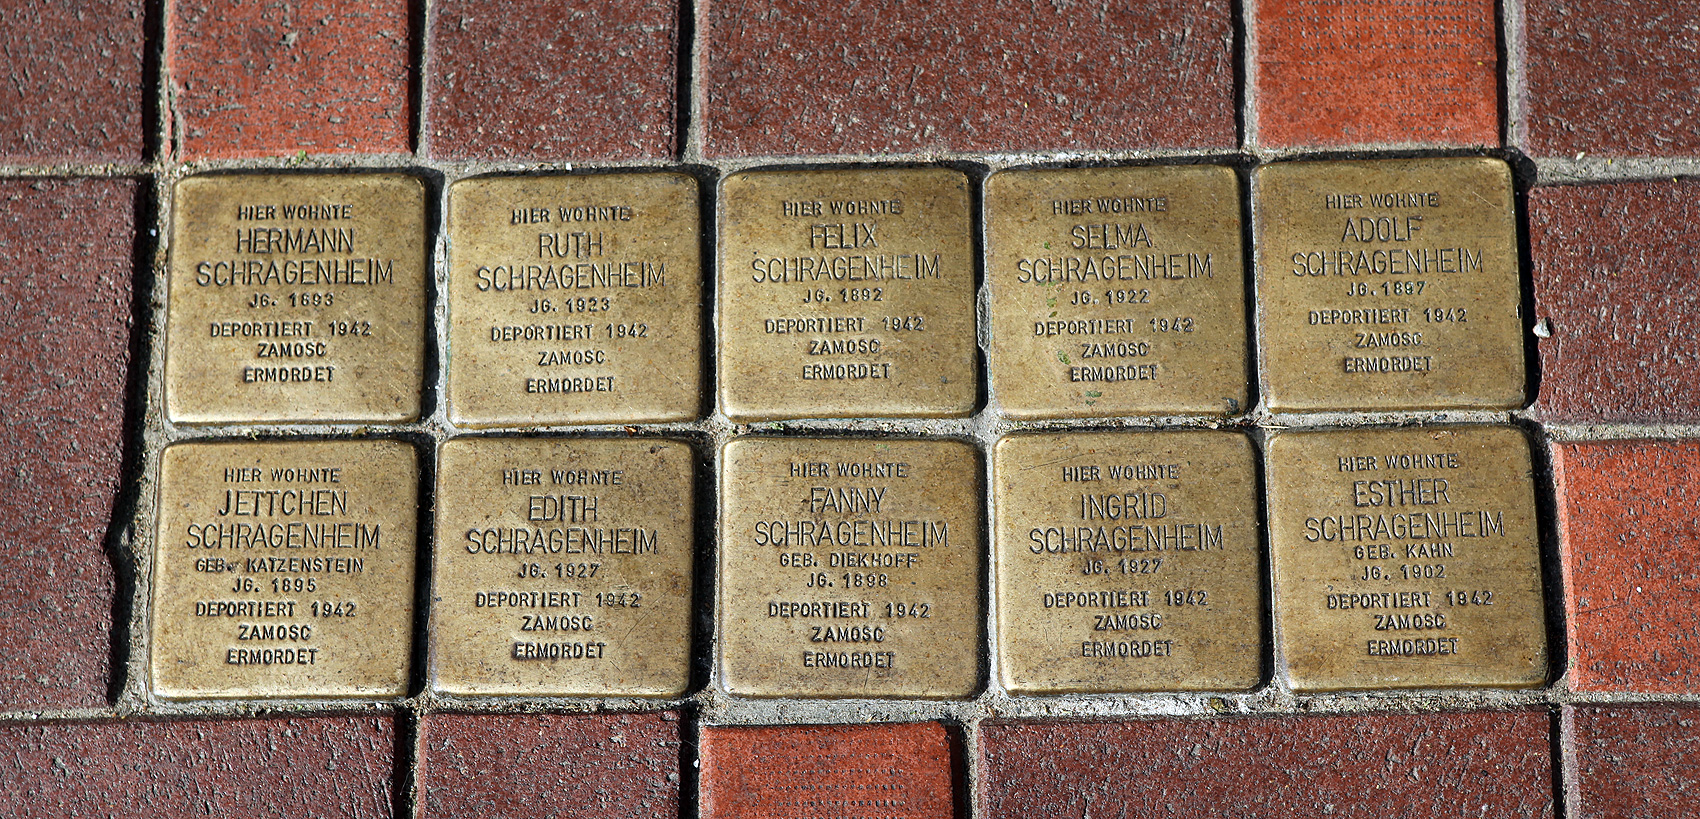 HIER WOHNTE
HERMANN
SCHRAGENHEIM
JG. 1893
DEPORTIERT 1942
ZAMOSC
ERMORDET
HIER WOHNTE
RUTH
SCHRAGENHEIM
JG. 1923
DEPORTIERT 1942
ZAMOSC
ERMORDET
HIER WOHNTE
FELIX
SCHRAGENHEIM
JG. 1892
DEPORTIERT 1942
ZAMOSC
ERMORDET
HIER WOHNTE
SELMA
SCHRAGENHEIM
JG. 1922
DEPORTIERT 1942
ZAMOSC
ERMORDET
HIER WOHNTE
ADOLF
SCHRAGENHEIM
JG. 1897
DEPORTIERT 1942
ZAMOSC
ERMORDET
HIER WOHNTE
JETTCHEN
SCHRAGENHEIM
GEB. KATZENSTEIN
JG. 1895
DEPORTIERT 1942
ZAMOSC
ERMORDET
HIER WOHNTE
EDITH
SCHRAGENHEIM
JG. 1927
DEPORTIERT 1942
ZAMOSC
ERMORDET
HIER WOHNTE
FANNY
SCHRAGENHEIM
GEB. DIEKHOFF
JG. 1898
DEPORTIERT 1942
ZAMOSC
ERMORDET
HIER WOHNTE
INGRID
SCHRAGENHEIM
JG. 1927
DEPORTIERT 1942
ZAMOSC
ERMORDET
HIER WOHNTE
ESTHER
SCHRAGENHEIM
GEB. KAHN
JG. 1902
DEPORTIERT 1942
ZAMOSC
ERMORDET